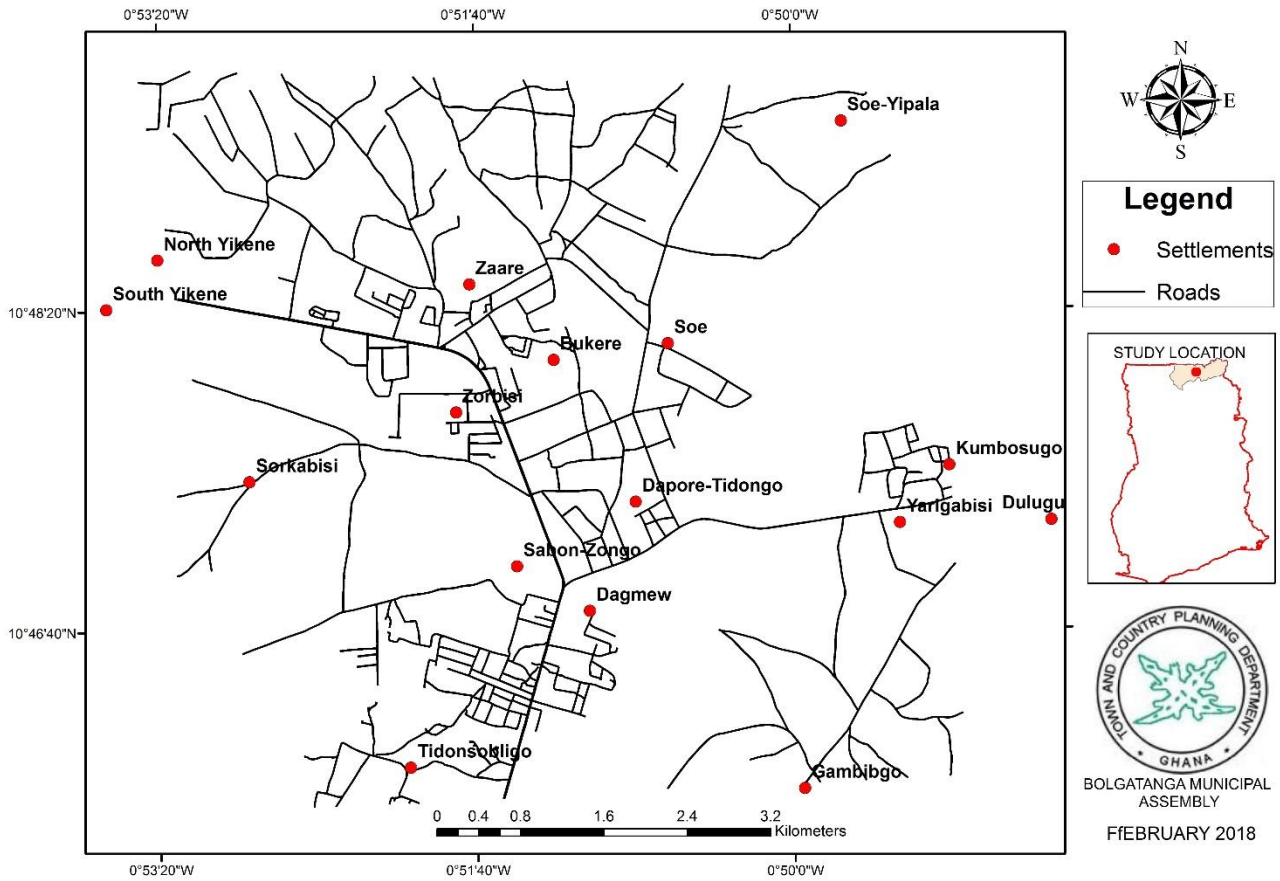 0°53'20"W 0°51'40"W 0°50'0"W
N
W E
S
Soe-Yipala
Legend
Settlements
Roads
North Yikene
Zaare
South Yikene
10°48'20"N
Soe
Bukere
STUDY LOCATION
Zorbisi
Kumbosugo
Sorkabisi
Dapore-Tidongo
Yarigabisi
Dulugu
Sabon-Zongo
Dagmew
10°46'40"N
TOWN AND COUNTRY PLANNING DEPARTMENT
GHANA
Tidonsobligo
Gambibgo
BOLGATANGA MUNICIPAL
ASSEMBLY
0 0.4 0.8 1.6 2.4 3.2
Kilometers
FfEBRUARY 2018
0°53'20"W 0°51'40"W 0°50'0"W